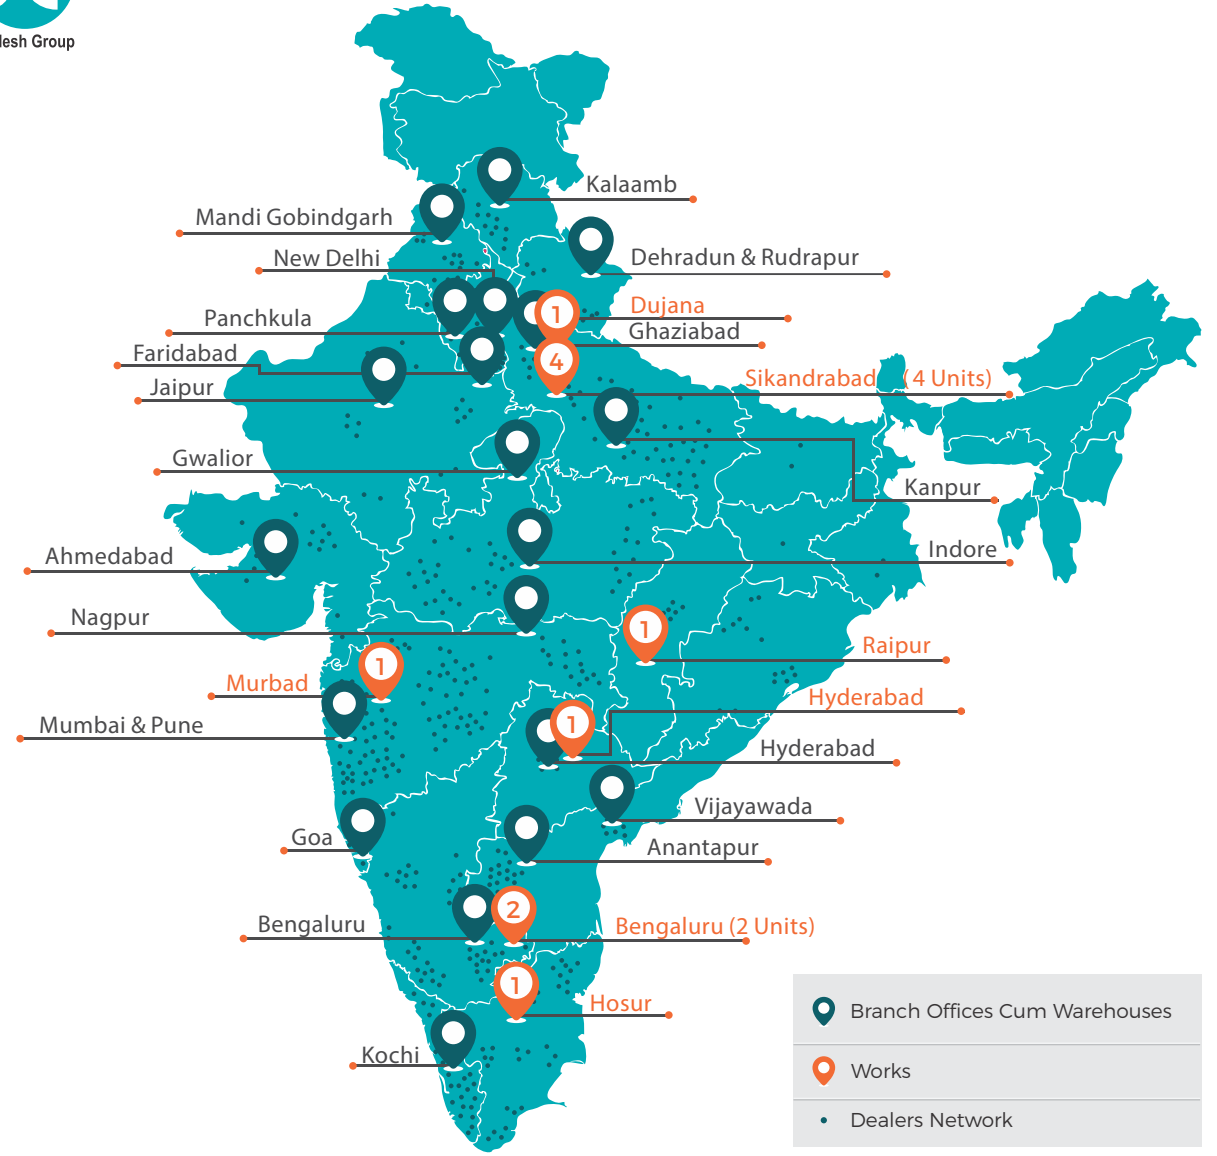 Group
Kalaamb
Mandi Gobindgarh
New Delhi
Dehradun & Rudrapur
Panchkula
1
Dujana
Ghaziabad
Faridabad
4
Jaipur
Sikandrabad (4 Units)
Gwalior
Kanpur
Ahmedabad
Indore
Nagpur
1
Raipur
1
Murbad
Hyderabad
Mumbai & Pune
1
Hyderabad
Vijayawada
Goa
Anantapur
Bengaluru
2
Bengaluru (2 Units)
1
Hosur
Kochi
Branch Offices Cum Warehouses
Works
Dealers Network